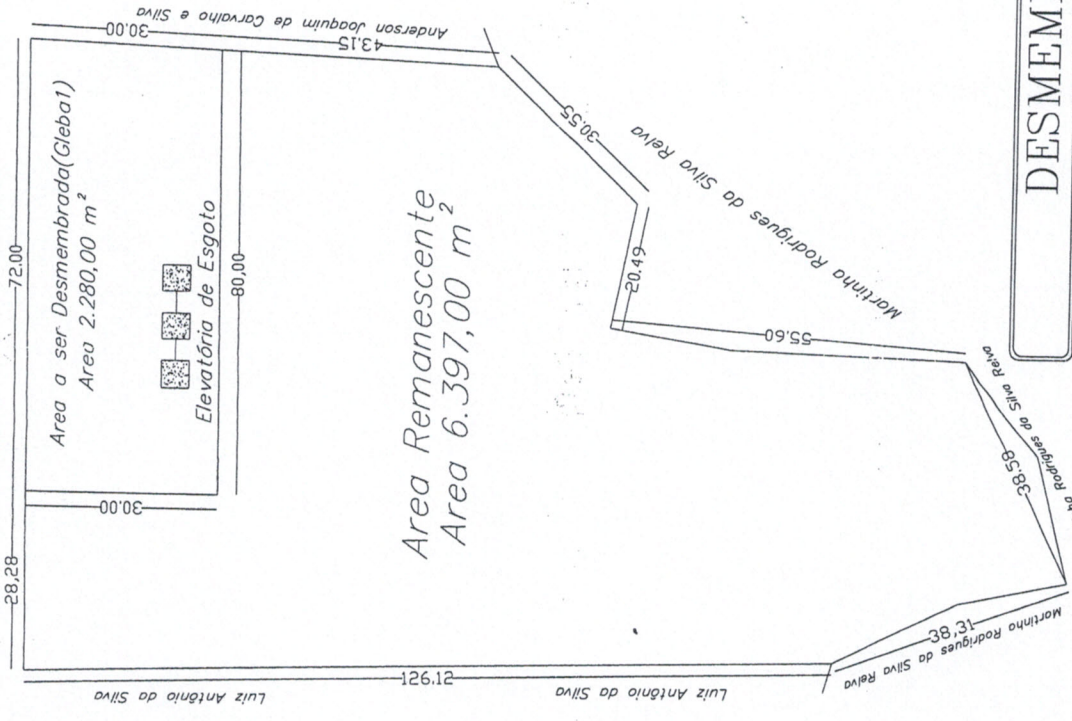 Anderson Joaquim de Carvalho e Silva
30.00
43.15
72.00
28,28
Area a ser Desmembrada(Gleba1)
Area 2.280,00 m²
Elevatória de Esgoto
80,00
30.00
30.55
Martinho Rodrigues da Silva Relva
20.49
55.60
Area Remanescente
Area 6.397,00 m²
Martinho Rodrigues da Silva Relva
38.58
38,31
Martinho Rodrigues da Silva Relva
126.12
Luiz Antônio da Silva
Luiz Antônio da Silva
DESMEM